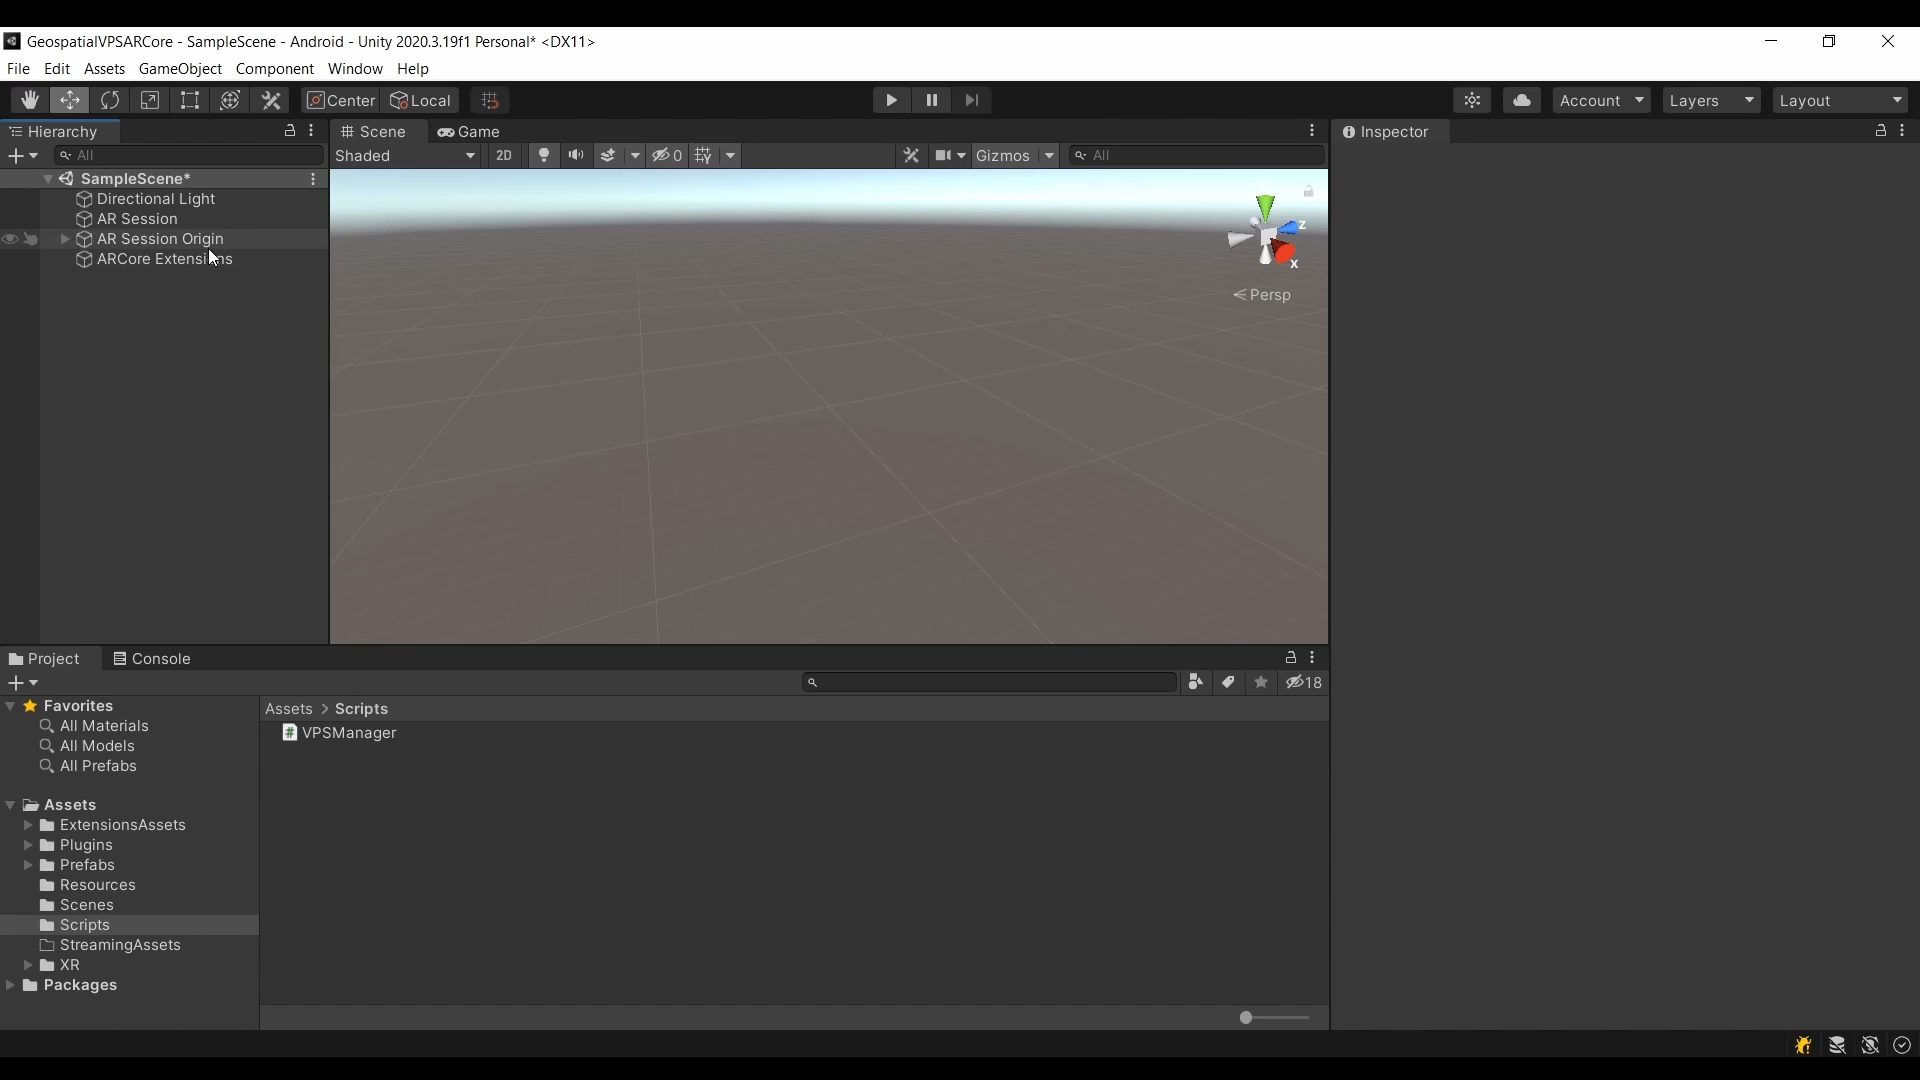 GeospatialVPSARCore - SampleScene - Android - Unity 2020.3.19f1 Personal* <DX11>
File Edit Assets GameObject Component Window Help
Center Local Account Layers Layout
Hierarchy
All
SampleScene*
Directional Light
AR Session
AR Session Origin
ARCore Extensions
Scene Game
Shaded 2D 0 Gizmos All
z
x
Persp
Inspector
Project Console
18
Favorites
All Materials
All Models
All Prefabs
Assets
ExtensionsAssets
Plugins
Prefabs
Resources
Scenes
Scripts
StreamingAssets
XR
Packages
Assets > Scripts
VPSManager